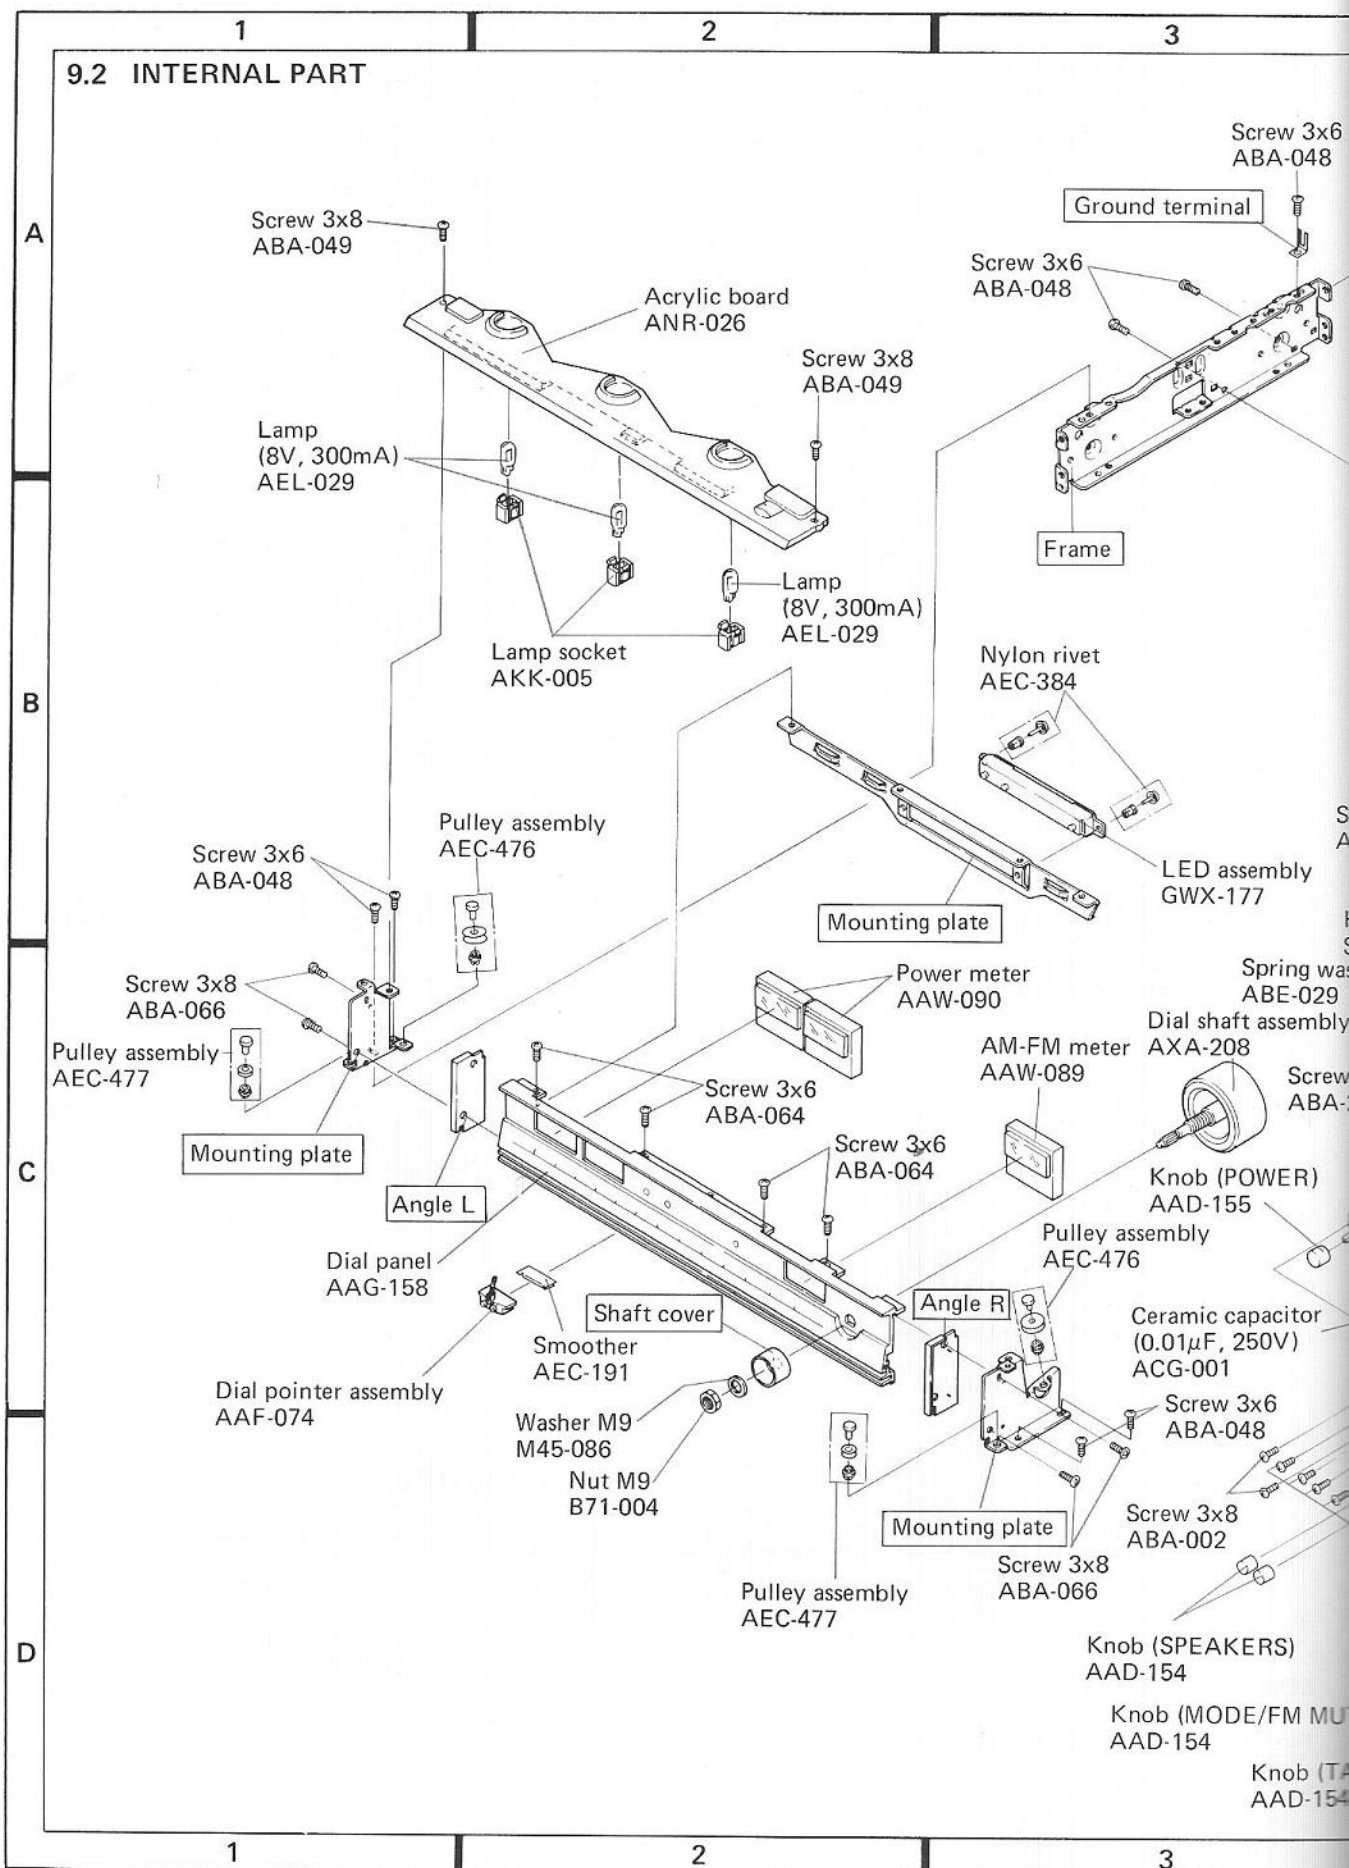 1
2
3
9.2 INTERNAL PART
A
B
C
D
Screw 3x6
ABA-048
Ground terminal
Screw 3x8
ABA-049
Screw 3x6
ABA-048
Acrylic board
ANR-026
Screw 3x8
ABA-049
Lamp
(8V, 300mA)
AEL-029
Frame
Lamp
(8V, 300mA)
AEL-029
Lamp socket
AKK-005
Nylon rivet
AEC-384
Pulley assembly
AEC-476
Screw 3x6
ABA-048
LED assembly
GWX-177
Mounting plate
Power meter
AAW-090
Screw 3x8
ABA-066
Spring was
ABE-029
Dial shaft assembly
AXA-208
Pulley assembly
AEC-477
AM-FM meter
AAW-089
Screw
ABA-
Screw 3x6
ABA-064
Mounting plate
Screw 3x6
ABA-064
Knob (POWER)
AAD-155
Angle L
Pulley assembly
AEC-476
Dial panel
AAG-158
Angle R
Shaft cover
Ceramic capacitor
(0.01μF, 250V)
ACG-001
Smoother
AEC-191
Dial pointer assembly
AAF-074
Screw 3x6
ABA-048
Washer M9
M45-086
Nut M9
B71-004
Screw 3x8
ABA-002
Mounting plate
Screw 3x8
ABA-066
Pulley assembly
AEC-477
Knob (SPEAKERS)
AAD-154
Knob (MODE/FM MU
AAD-154
Knob (TA
AAD-154
1
2
3